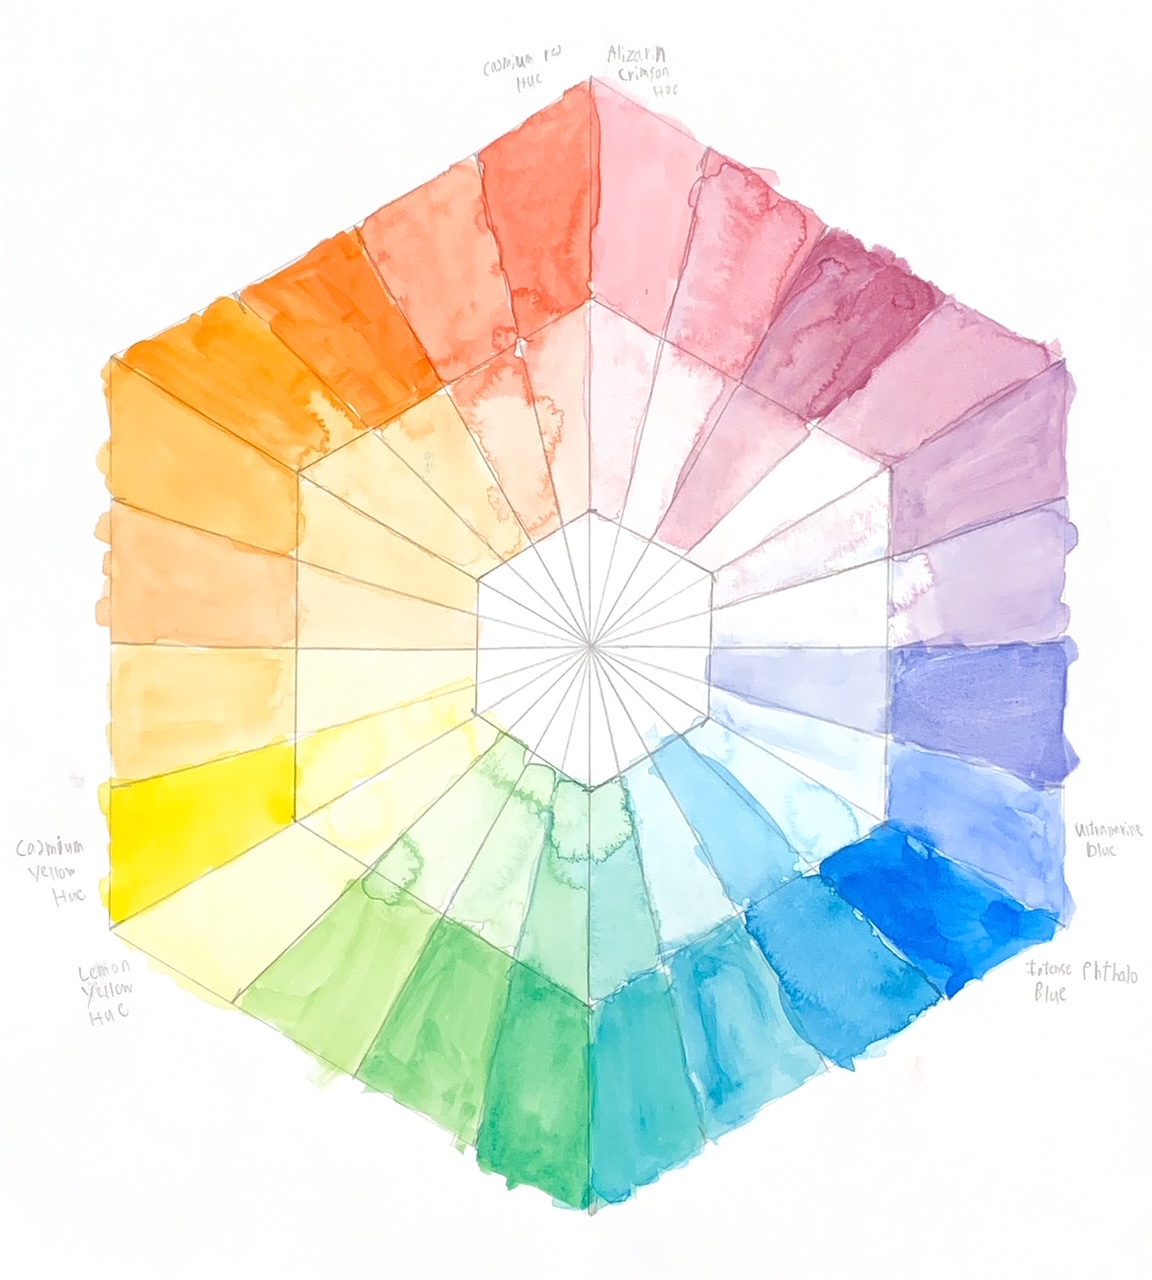 Cadmium red
Hue
Alizarin
Crimson
Hue
Cadmium
Yellow
Hue
Lemon
Yellow
Hue
ultramarine
blue
Intense Phthalo
Blue